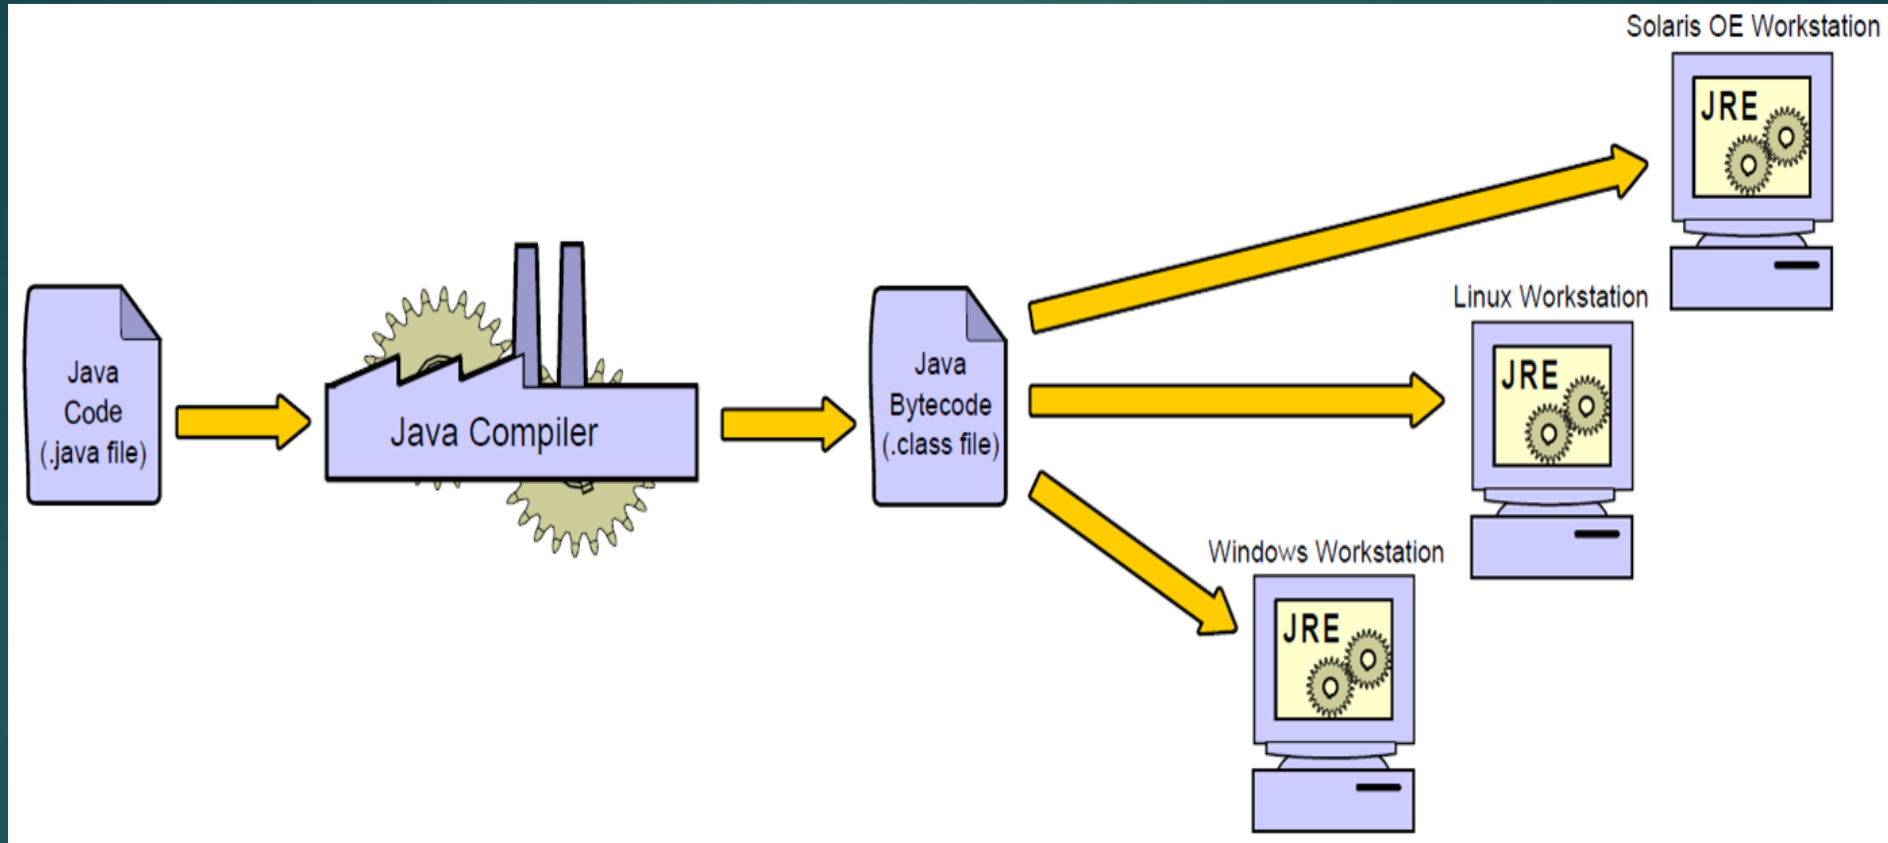 Solaris OE Workstation
JRE
Linux Workstation
JRE
Java
Code
(.java file)
Java Compiler
Java
Bytecode
(.class file)
Windows Workstation
JRE